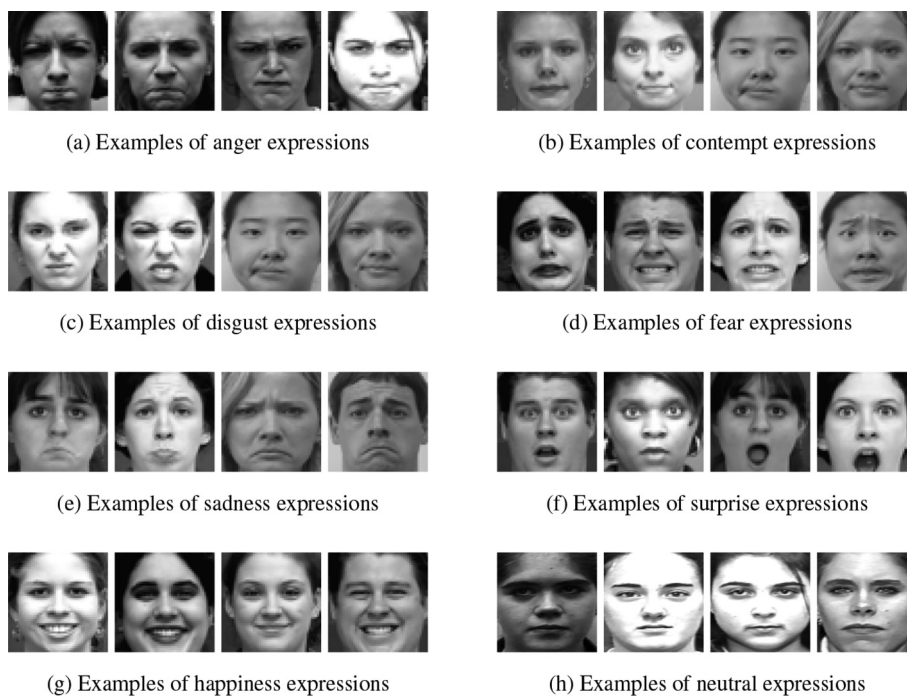 (a) Examples of anger expressions
(b) Examples of contempt expressions
(c) Examples of disgust expressions
(d) Examples of fear expressions
(e) Examples of sadness expressions
(f) Examples of surprise expressions
(g) Examples of happiness expressions
(h) Examples of neutral expressions